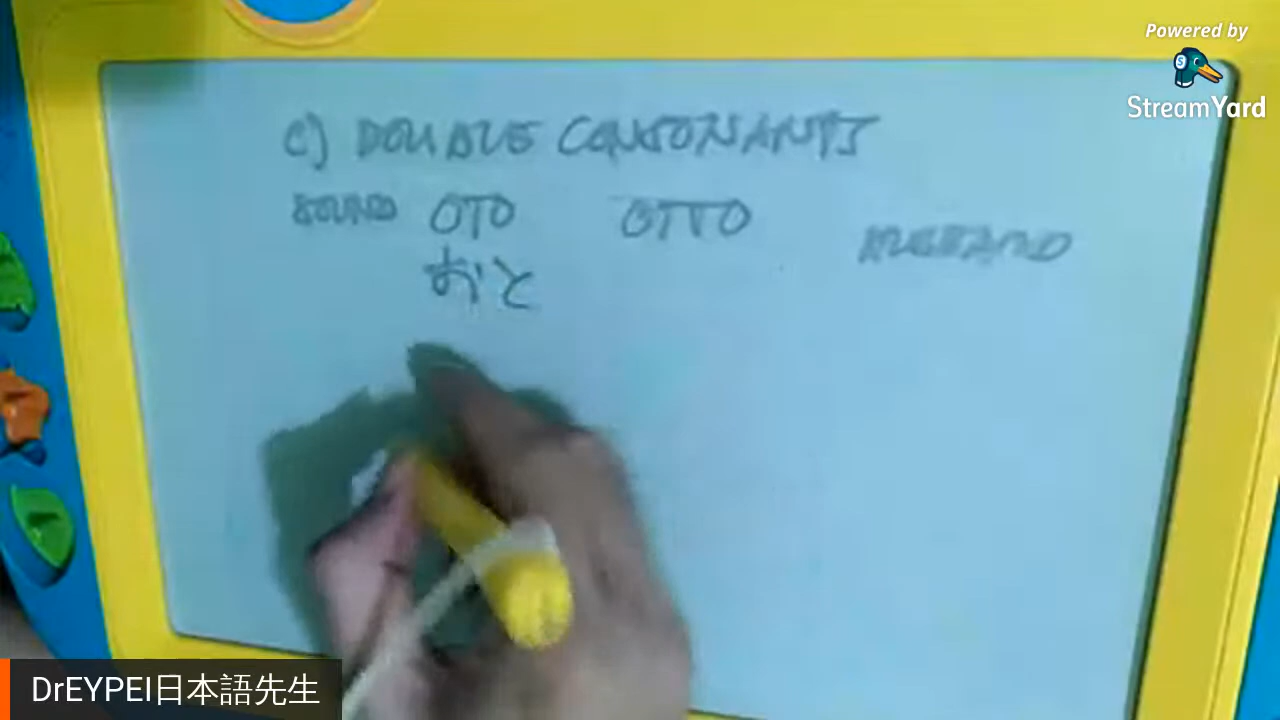 Powered by
StreamYard
C) DOUBLE CONSONANTS
SOUND OTO OTTO HUSBAND
おと
DrEYPEI日本語先生